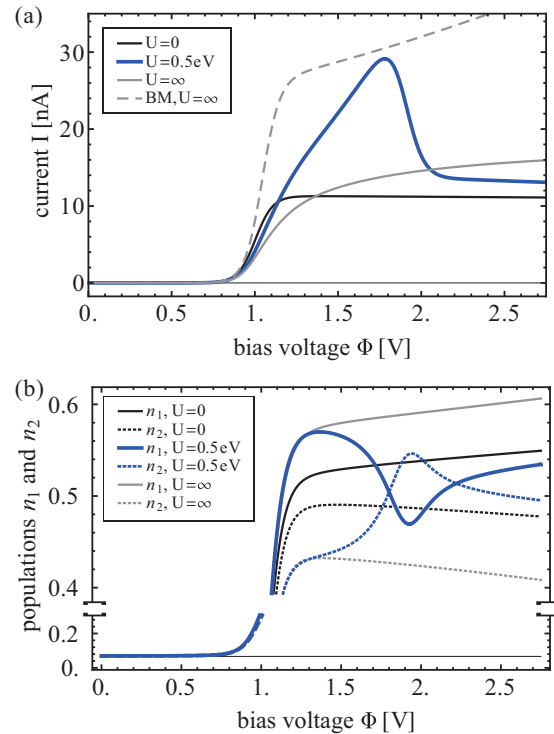 (a)
U=0
U=0.5eV
U=∞
BM,U=∞
current I [nA]
30
20
10
0
0. 0.5 1. 1.5 2. 2.5
bias voltage Φ [V]
(b)
n₁, U=0
n₂, U=0
n₁, U=0.5eV
n₂, U=0.5eV
n₁, U=∞
n₂, U=∞
populations n₁ and n₂
0.6
0.5
0.4
0.2
0.
0. 0.5 1. 1.5 2. 2.5
bias voltage Φ [V]